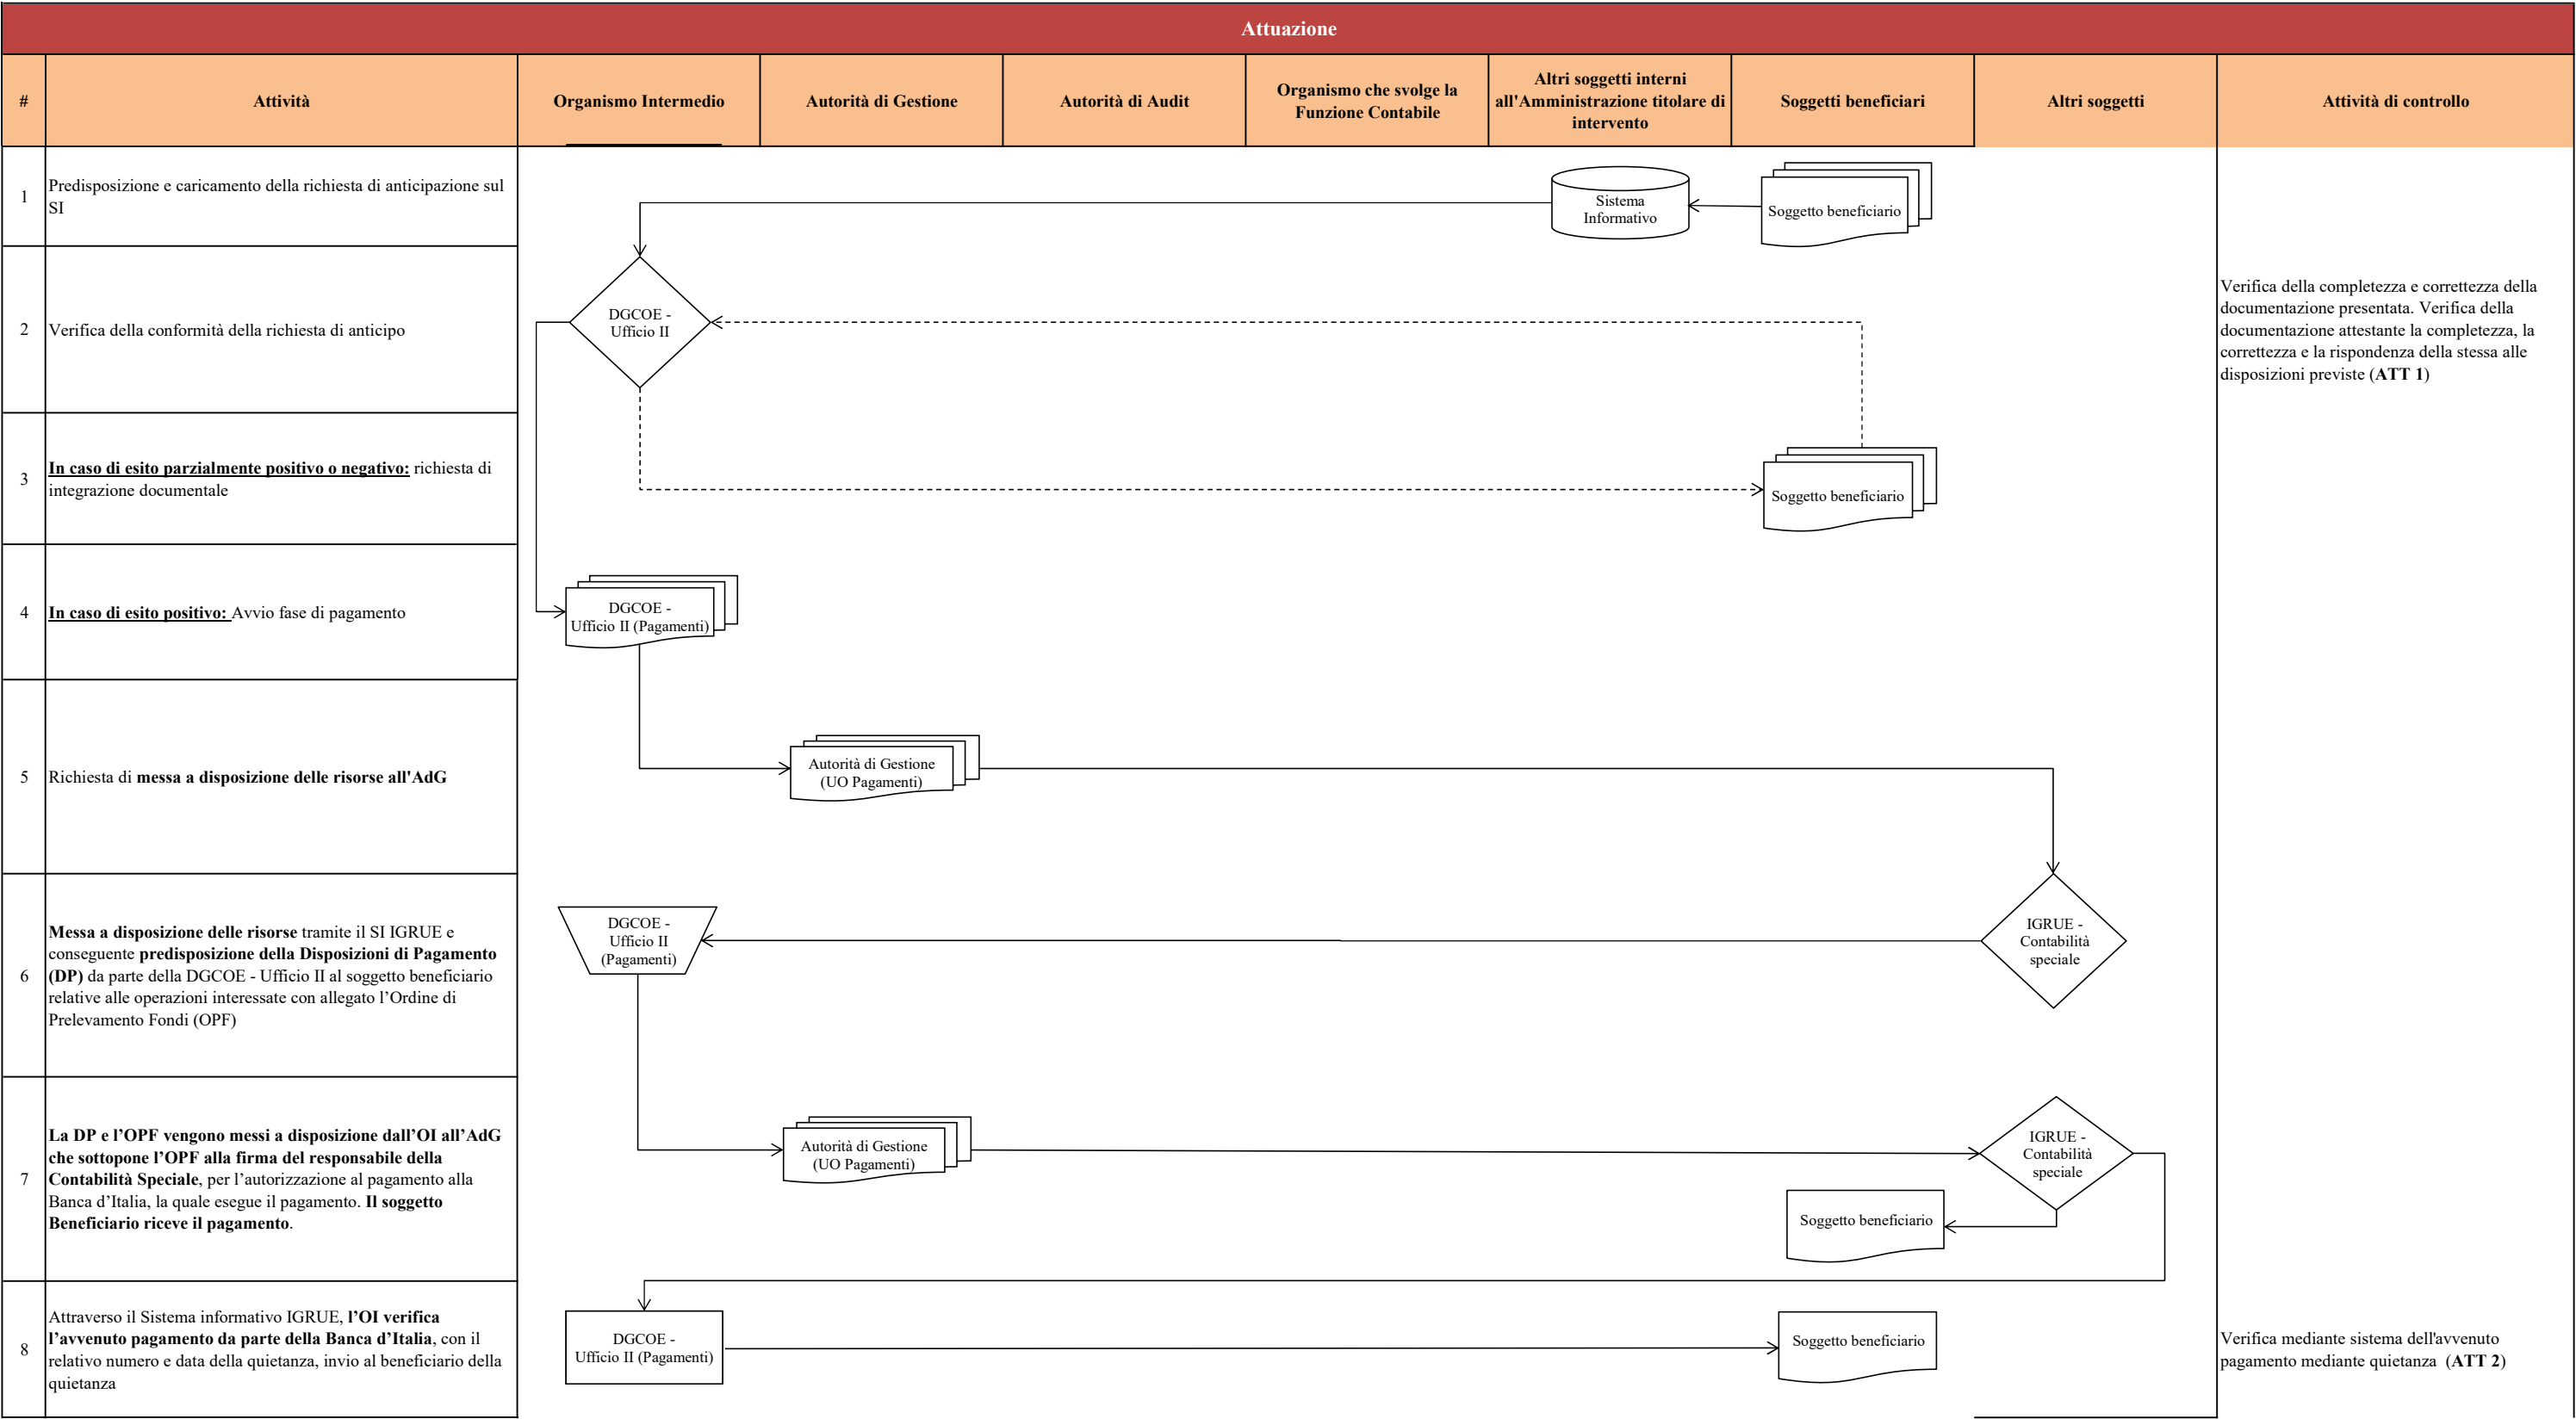 Attuazione
#
Attività
Organismo Intermedio
Autorità di Gestione
Autorità di Audit
Organismo che svolge la
Funzione Contabile
Altri soggetti interni
all'Amministrazione titolare di
intervento
Soggetti beneficiari
Altri soggetti
Attività di controllo
1
Predisposizione e caricamento della richiesta di anticipazione sul
SI
Sistema
Informativo
Soggetto beneficiario
2
Verifica della conformità della richiesta di anticipo
DGCOE -
Ufficio II
Verifica della completezza e correttezza della
documentazione presentata. Verifica della
documentazione attestante la completezza, la
correttezza e la rispondenza della stessa alle
disposizioni previste (ATT 1)
3
In caso di esito parzialmente positivo o negativo: richiesta di
integrazione documentale
Soggetto beneficiario
4
In caso di esito positivo: Avvio fase di pagamento
DGCOE -
Ufficio II (Pagamenti)
5
Richiesta di messa a disposizione delle risorse all'AdG
Autorità di Gestione
(UO Pagamenti)
6
Messa a disposizione delle risorse tramite il SI IGRUE e
conseguente predisposizione della Disposizioni di Pagamento
(DP) da parte della DGCOE - Ufficio II al soggetto beneficiario
relative alle operazioni interessate con allegato l’Ordine di
Prelevamento Fondi (OPF)
DGCOE -
Ufficio II
(Pagamenti)
IGRUE -
Contabilità
speciale
7
La DP e l’OPF vengono messi a disposizione dall’OI all’AdG
che sottopone l’OPF alla firma del responsabile della
Contabilità Speciale, per l’autorizzazione al pagamento alla
Banca d’Italia, la quale esegue il pagamento. Il soggetto
Beneficiario riceve il pagamento.
Autorità di Gestione
(UO Pagamenti)
IGRUE -
Contabilità
speciale
Soggetto beneficiario
8
Attraverso il Sistema informativo IGRUE, l’OI verifica
l’avvenuto pagamento da parte della Banca d’Italia, con il
relativo numero e data della quietanza, invio al beneficiario della
quietanza
DGCOE -
Ufficio II (Pagamenti)
Soggetto beneficiario
Verifica mediante sistema dell'avvenuto
pagamento mediante quietanza (ATT 2)